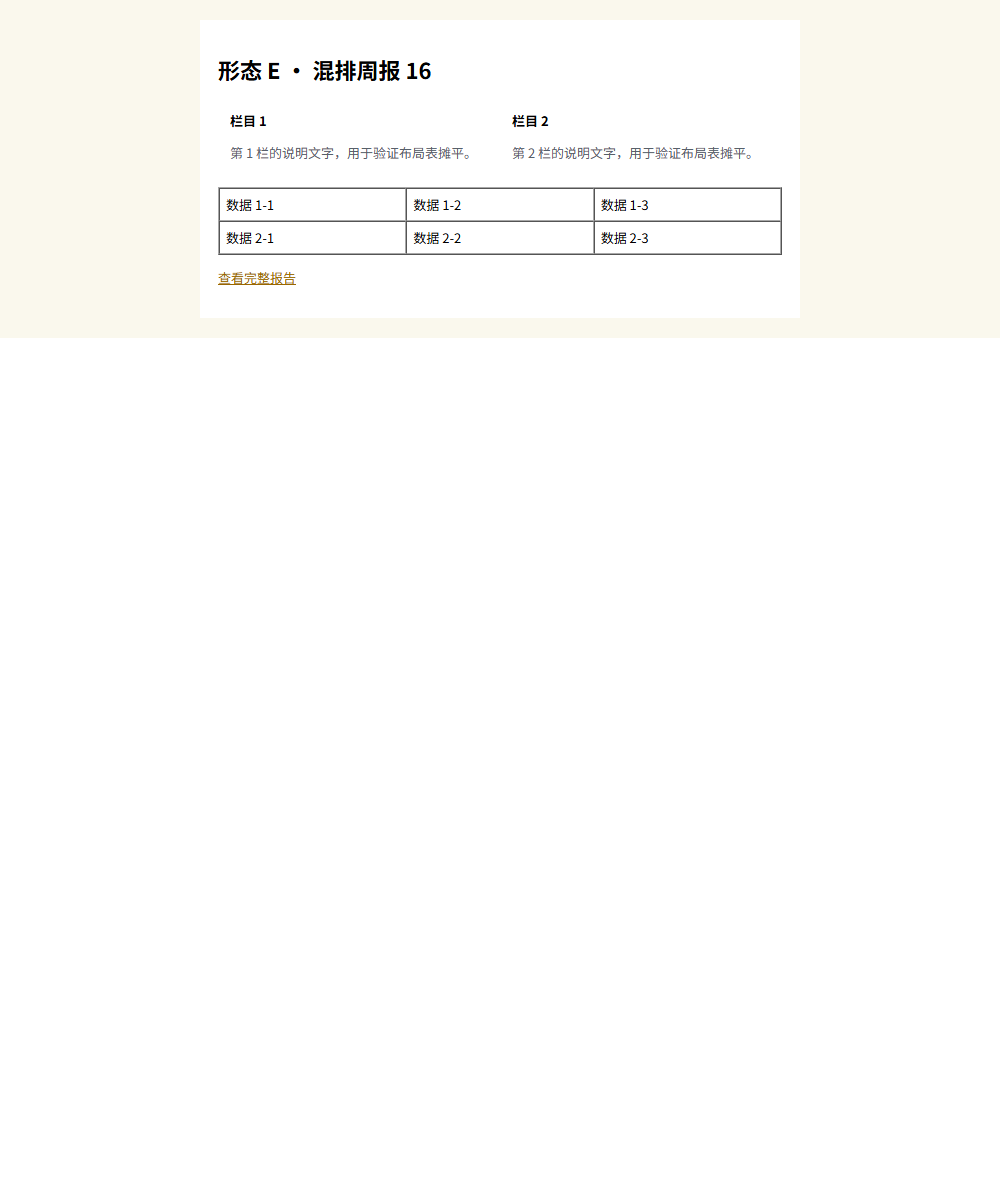 形态 E · 混排周报 16
栏目 1
第 1 栏的说明文字，用于验证布局表摊平。
栏目 2
第 2 栏的说明文字，用于验证布局表摊平。
数据 1-1 数据 1-2 数据 1-3
数据 2-1 数据 2-2 数据 2-3
查看完整报告